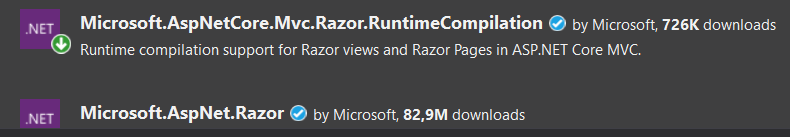 .NET
Microsoft.AspNetCore.Mvc.Razor.RuntimeCompilation by Microsoft, 726K downloads
Runtime compilation support for Razor views and Razor Pages in ASP.NET Core MVC.
.NET
Microsoft.AspNet.Razor by Microsoft, 82,9M downloads